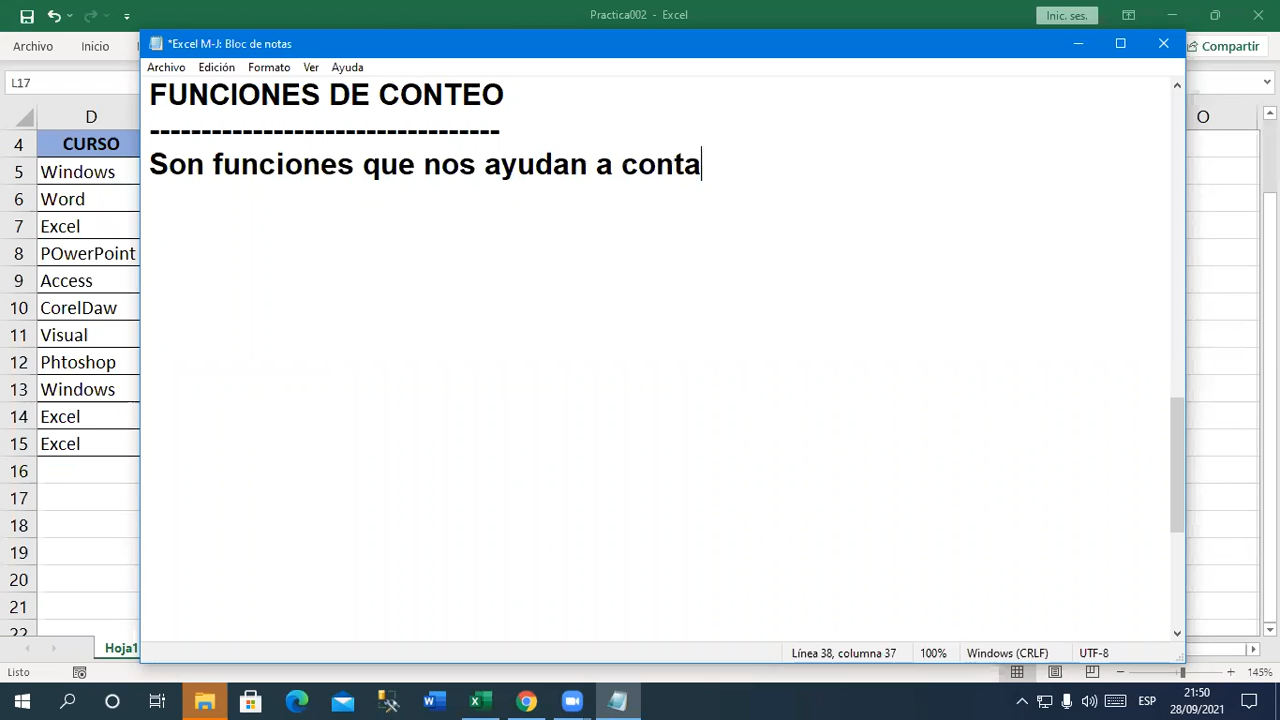 Practica002 - Excel
Inic. ses.
Archivo
Inicio
Compartir
*Excel M-J: Bloc de notas
Archivo Edición Formato Ver Ayuda
L17
FUNCIONES DE CONTEO
----------------------------------
Son funciones que nos ayudan a conta
D
O
4 CURSO
5 Windows
6 Word
7 Excel
8 POwerPoint
9 Access
10 CorelDaw
11 Visual
12 Phtoshop
13 Windows
14 Excel
15 Excel
16
17
18
19
20
21
22
Hoja1
Línea 38, columna 37 100% Windows (CRLF) UTF-8
Listo
145%
ESP
21:50
28/09/2021